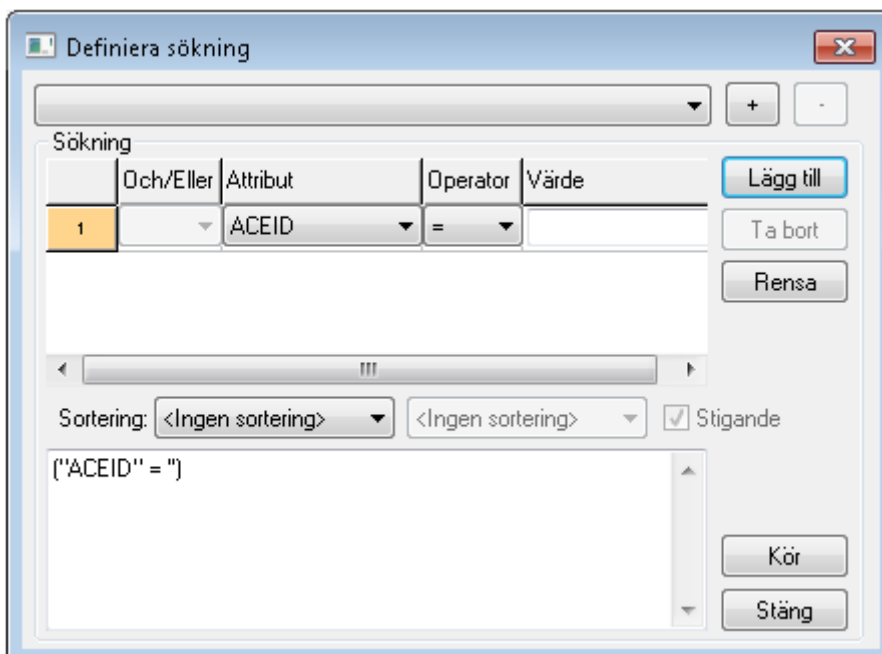 Definiera sökning
+ -
Sökning
Och/Eller Attribut Operator Värde
Lägg till
1 ACEID =
Ta bort
Rensa
Sortering: <Ingen sortering> <Ingen sortering> Stigande
("ACEID" = '')
Kör
Stäng